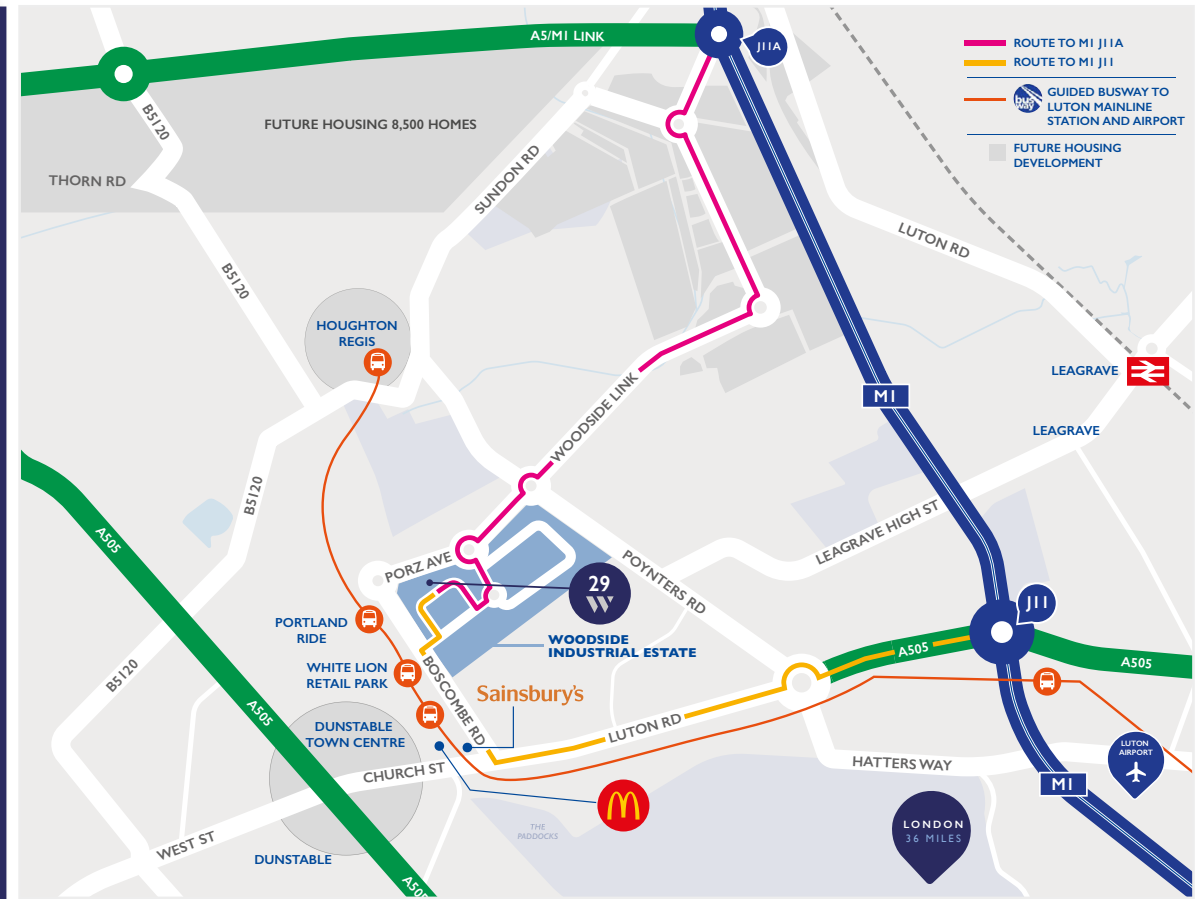 A5/M1 LINK
J11A
ROUTE TO M1 J11A
ROUTE TO M1 J11
bus
way
GUIDED BUSWAY TO
LUTON MAINLINE
STATION AND AIRPORT
FUTURE HOUSING
DEVELOPMENT
B5120
FUTURE HOUSING 8,500 HOMES
THORN RD
SUNDON RD
LUTON RD
B5120
HOUGHTON
REGIS
LEAGRAVE
M1
WOODSIDE LINK
LEAGRAVE
B5120
A505
LEAGRAVE HIGH ST
PORZ AVE
POYNTERS RD
29
W
J11
PORTLAND
RIDE
WOODSIDE
INDUSTRIAL ESTATE
A505
A505
WHITE LION
RETAIL PARK
B5120
BOSCOMBE RD
Sainsbury's
A505
LUTON RD
DUNSTABLE
TOWN CENTRE
LUTON
AIRPORT
HATTERS WAY
CHURCH ST
M1
THE
PADDOCKS
LONDON
36 MILES
WEST ST
DUNSTABLE
A505